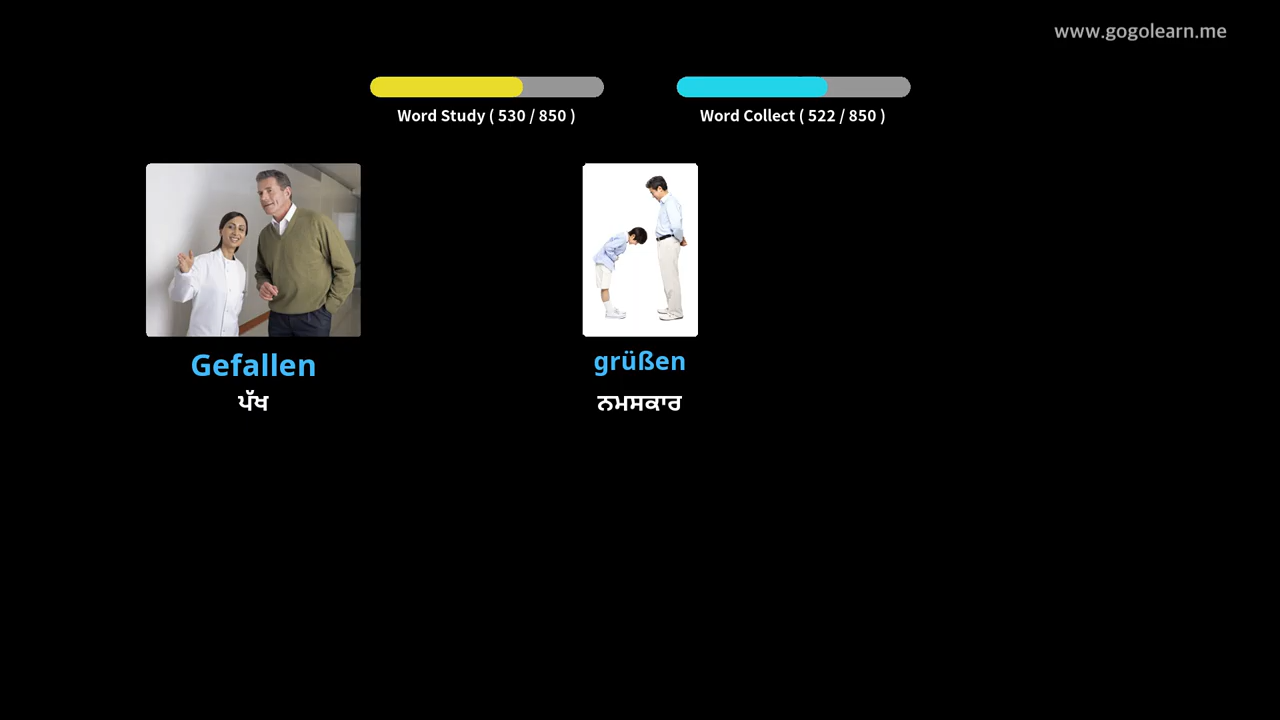 www.gogolearn.me
Word Study ( 530 / 850 )
Word Collect ( 522 / 850 )
Gefallen
ਪੱਖ
grüßen
ਨਮਸਕਾਰ